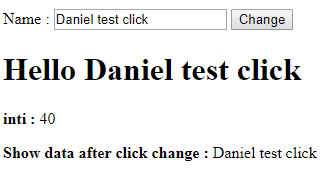 Name : Daniel test click Change
Hello Daniel test click
inti : 40
Show data after click change : Daniel test click